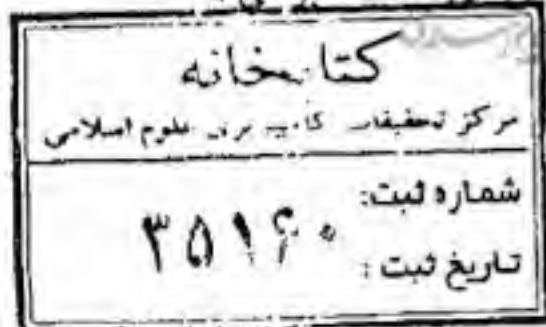 کتابخانه
مرکز تحقیقات کامپیوتری علوم اسلامی
شماره ثبت:
۳۵۱۶۰
تاریخ ثبت: